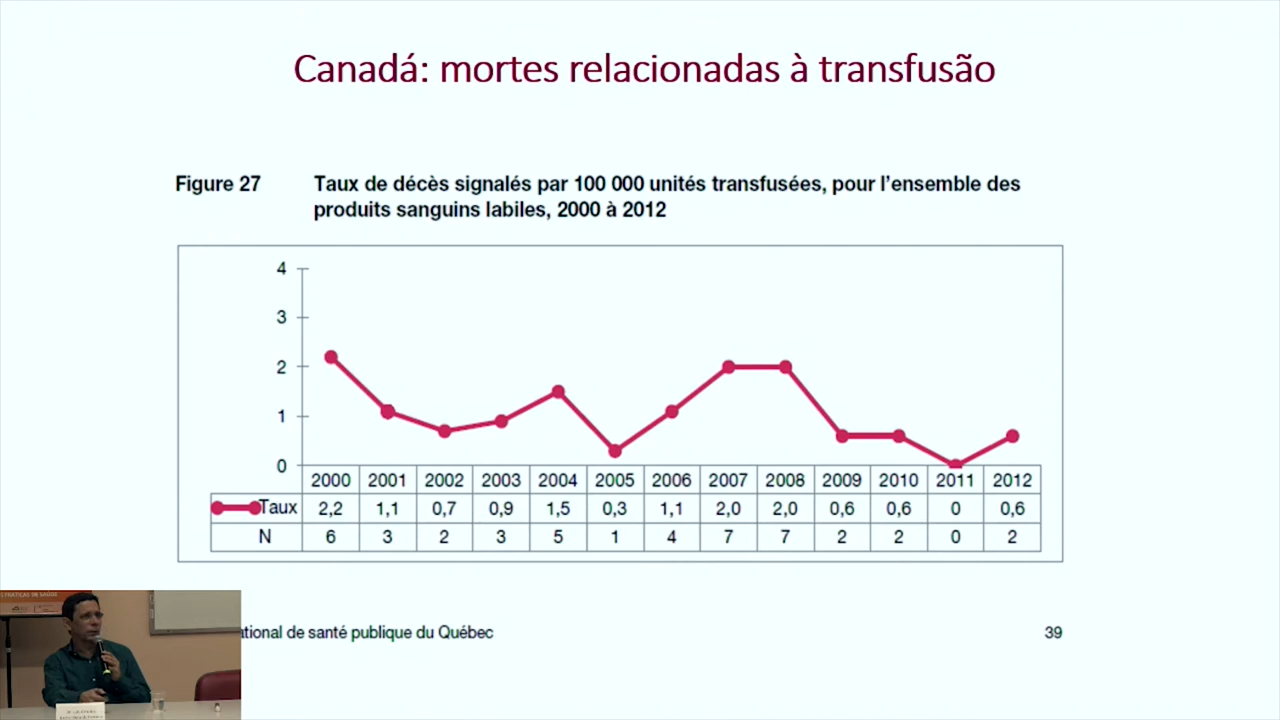 Canadá: mortes relacionadas à transfusão
Figure 27 Taux de décès signalés par 100 000 unités transfusées, pour l'ensemble des
produits sanguins labiles, 2000 à 2012
4
3
2
1
0
2000 2001 2002 2003 2004 2005 2006 2007 2008 2009 2010 2011 2012
Taux 2,2 1,1 0,7 0,9 1,5 0,3 1,1 2,0 2,0 0,6 0,6 0 0,6
N 6 3 2 3 5 1 4 7 7 2 2 0 2
PRÁTICAS DE SAÚDE
de santé publique du Québec 39